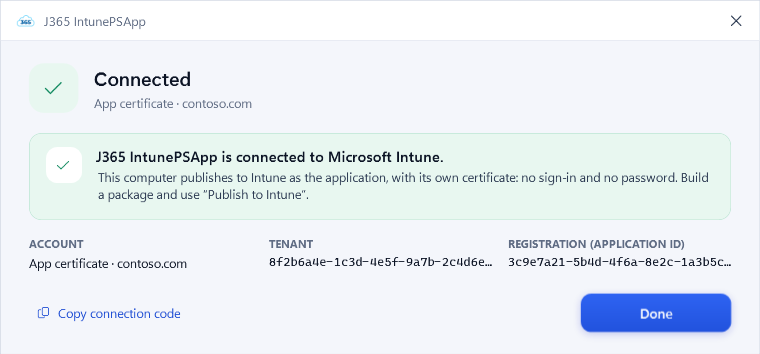 365 J365 IntunePSApp
Connected
App certificate · contoso.com
J365 IntunePSApp is connected to Microsoft Intune.
This computer publishes to Intune as the application, with its own certificate: no sign-in and no password. Build
a package and use “Publish to Intune”.
ACCOUNT TENANT REGISTRATION (APPLICATION ID)
App certificate · contoso.com 8f2b6a4e-1c3d-4e5f-9a7b-2c4d6e… 3c9e7a21-5b4d-4f6a-8e2c-1a3b5c…
Copy connection code Done